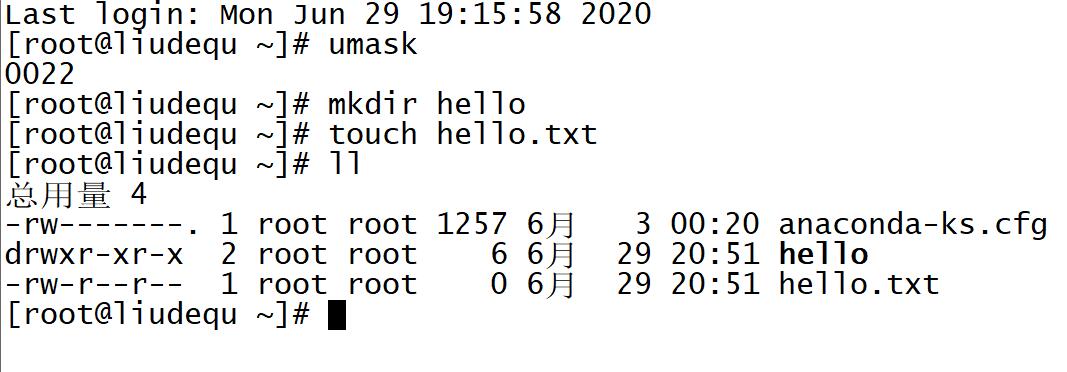 Last login: Mon Jun 29 19:15:58 2020
[root@liudequ ~]# umask
0022
[root@liudequ ~]# mkdir hello
[root@liudequ ~]# touch hello.txt
[root@liudequ ~]# ll
总用量 4
-rw-------. 1 root root 1257 6月   3 00:20 anaconda-ks.cfg
drwxr-xr-x  2 root root    6 6月  29 20:51 hello
-rw-r--r--  1 root root    0 6月  29 20:51 hello.txt
[root@liudequ ~]#